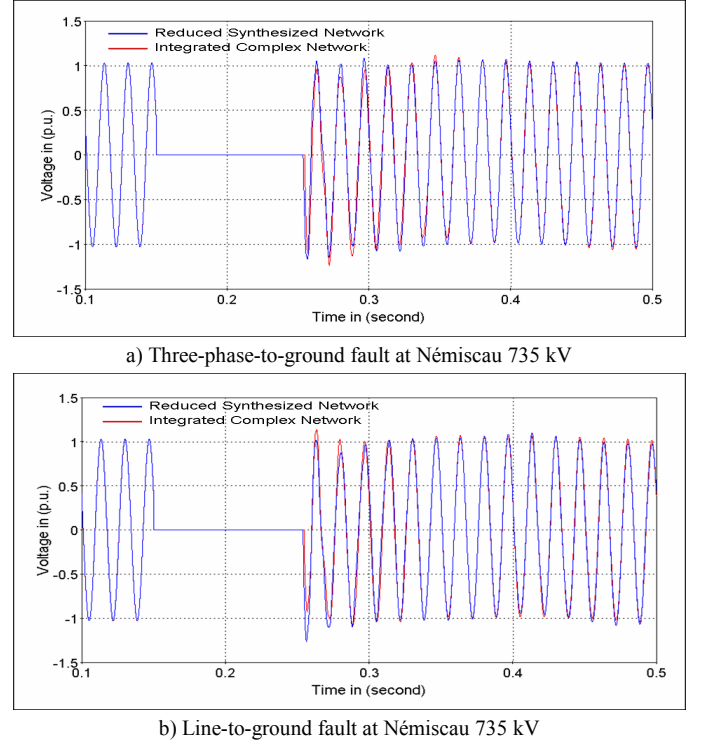 Reduced Synthesized Network
Integrated Complex Network
Voltage in (p.u.)
1.5
1
0.5
0
-0.5
-1
-1.5
0.1
0.2
0.3
0.4
0.5
Time in (second)
a) Three-phase-to-ground fault at Némiscau 735 kV
Reduced Synthesized Network
Integrated Complex Network
Voltage in (p.u.)
1.5
1
0.5
0
-0.5
-1
-1.5
0.1
0.2
0.3
0.4
0.5
Time in (second)
b) Line-to-ground fault at Némiscau 735 kV